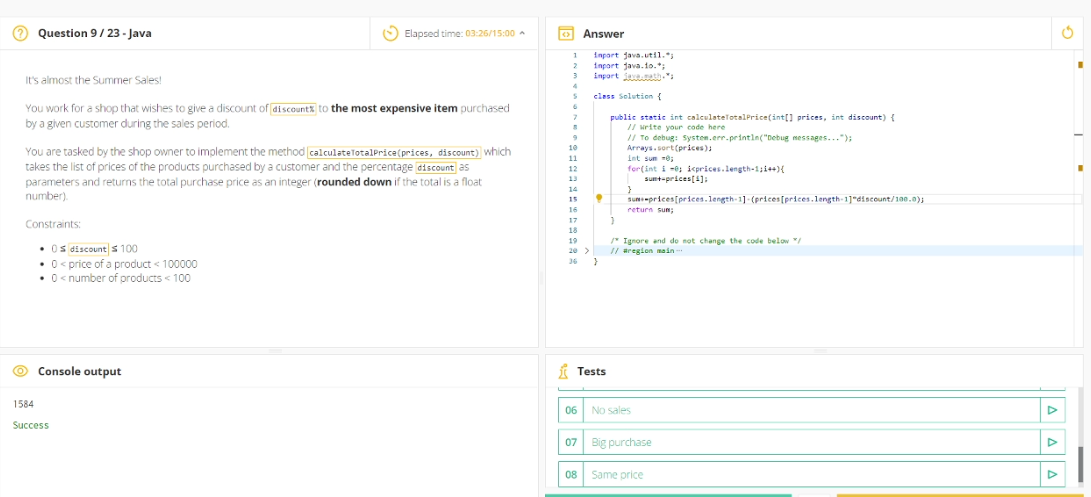 Question 9 / 23 - Java
Elapsed time: 03:26/15:00
It's almost the Summer Sales!
You work for a shop that wishes to give a discount of discount% to the most expensive item purchased
by a given customer during the sales period.
You are tasked by the shop owner to implement the method calculateTotalPrice(prices, discount) which
takes the list of prices of the products purchased by a customer and the percentage discount as
parameters and returns the total purchase price as an integer (rounded down if the total is a float
number).
Constraints:
• 0 ≤ discount ≤ 100
• 0 < price of a product < 100000
• 0 < number of products < 100
Console output
1584
Success
Answer
1 import java.util.*;
2 import java.io.*;
3 import java.math.*;
4
5 class Solution {
6
7 public static int calculateTotalPrice(int[] prices, int discount) {
8 // Write your code here
9 // To debug: System.err.println("Debug messages...");
10 Arrays.sort(prices);
11 int sum =0;
12 for(int i =0; i<prices.length-1;i++){
13 sum+=prices[i];
14 }
15 sum+=prices[prices.length-1]-(prices[prices.length-1]*discount/100.0);
16 return sum;
17 }
18
19 /* Ignore and do not change the code below */
20 // #region main ···
36 }
Tests
06 No sales
07 Big purchase
08 Same price